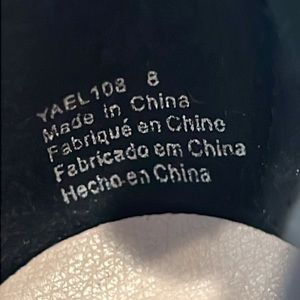 YAEL108 8
Made in China
Fabriqué en Chine
Fabricado em China
Hecho en China